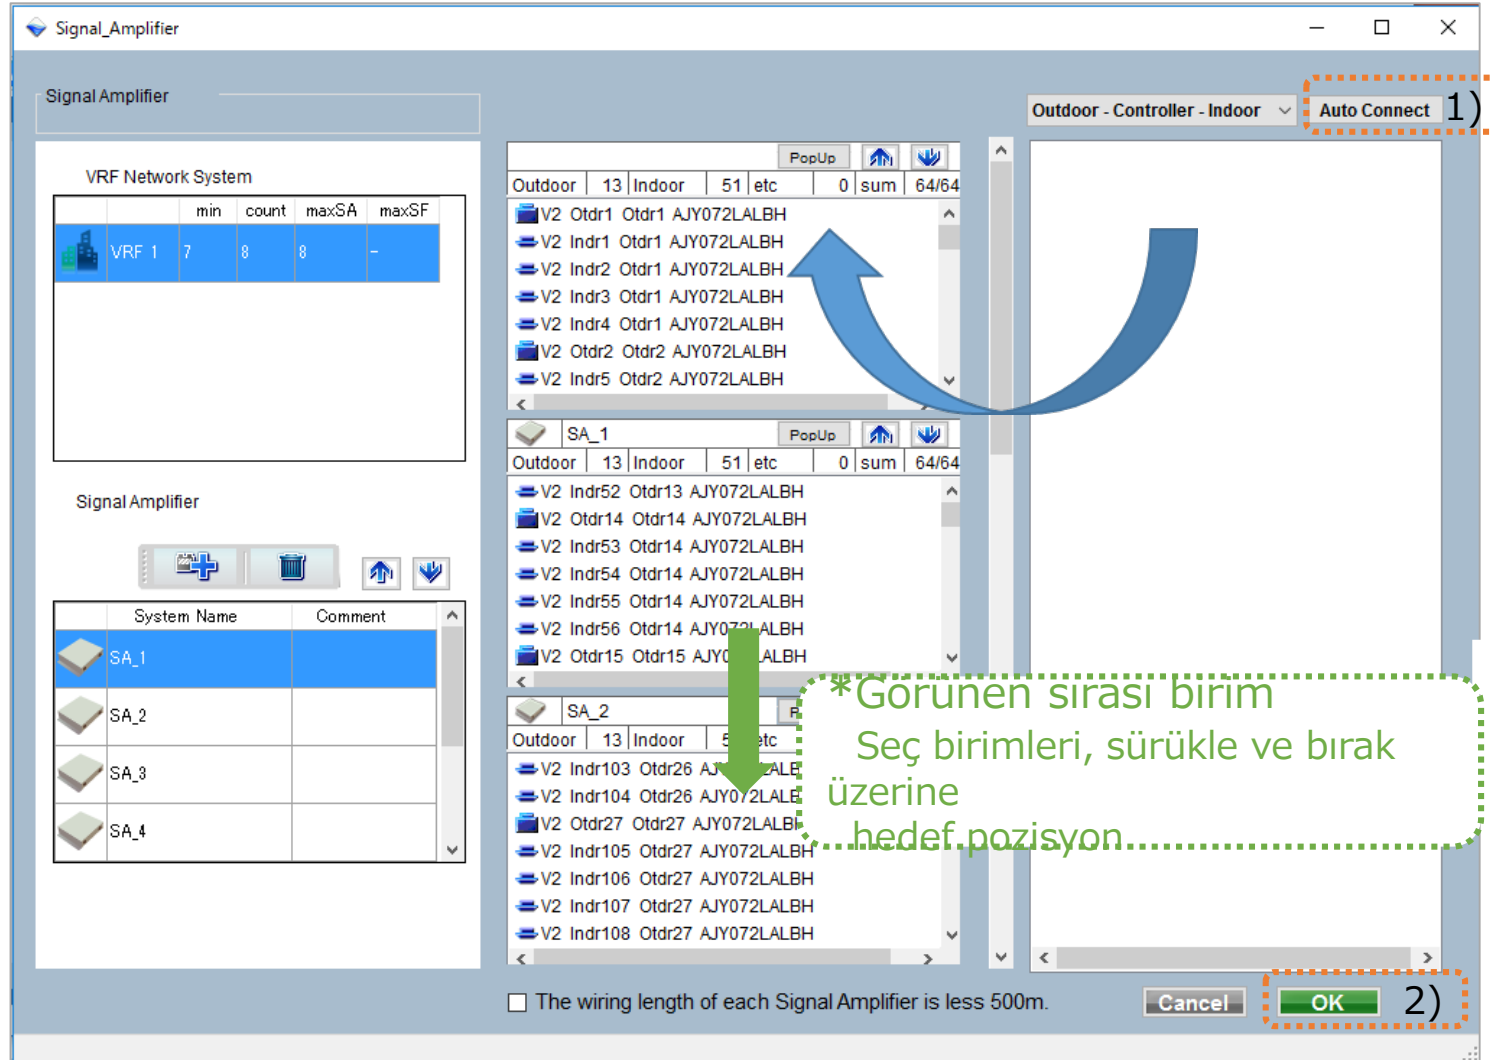 Signal_Amplifier
Signal Amplifier
Outdoor - Controller - Indoor
Auto Connect
1)
VRF Network System
min count maxSA maxSF
VRF 1 7 8 8 -
Signal Amplifier
System Name Comment
SA_1
SA_2
SA_3
SA_4
PopUp
Outdoor 13 Indoor 51 etc 0 sum 64/64
V2 Otdr1 Otdr1 AJY072LALBH
V2 Indr1 Otdr1 AJY072LALBH
V2 Indr2 Otdr1 AJY072LALBH
V2 Indr3 Otdr1 AJY072LALBH
V2 Indr4 Otdr1 AJY072LALBH
V2 Otdr2 Otdr2 AJY072LALBH
V2 Indr5 Otdr2 AJY072LALBH
SA_1 PopUp
Outdoor 13 Indoor 51 etc 0 sum 64/64
V2 Indr52 Otdr13 AJY072LALBH
V2 Otdr14 Otdr14 AJY072LALBH
V2 Indr53 Otdr14 AJY072LALBH
V2 Indr54 Otdr14 AJY072LALBH
V2 Indr55 Otdr14 AJY072LALBH
V2 Indr56 Otdr14 AJY072LALBH
V2 Otdr15 Otdr15
SA_2
Outdoor 13 Indoor etc
V2 Indr103 Otdr26
V2 Indr104 Otdr26
V2 Otdr27 Otdr27
V2 Indr105 Otdr27 AJY072LALBH
V2 Indr106 Otdr27 AJY072LALBH
V2 Indr107 Otdr27 AJY072LALBH
V2 Indr108 Otdr27 AJY072LALBH
*Görünen sırası birim
Seç birimleri, sürükle ve bırak
üzerine
hedef pozisyon
The wiring length of each Signal Amplifier is less 500m.
Cancel
OK
2)